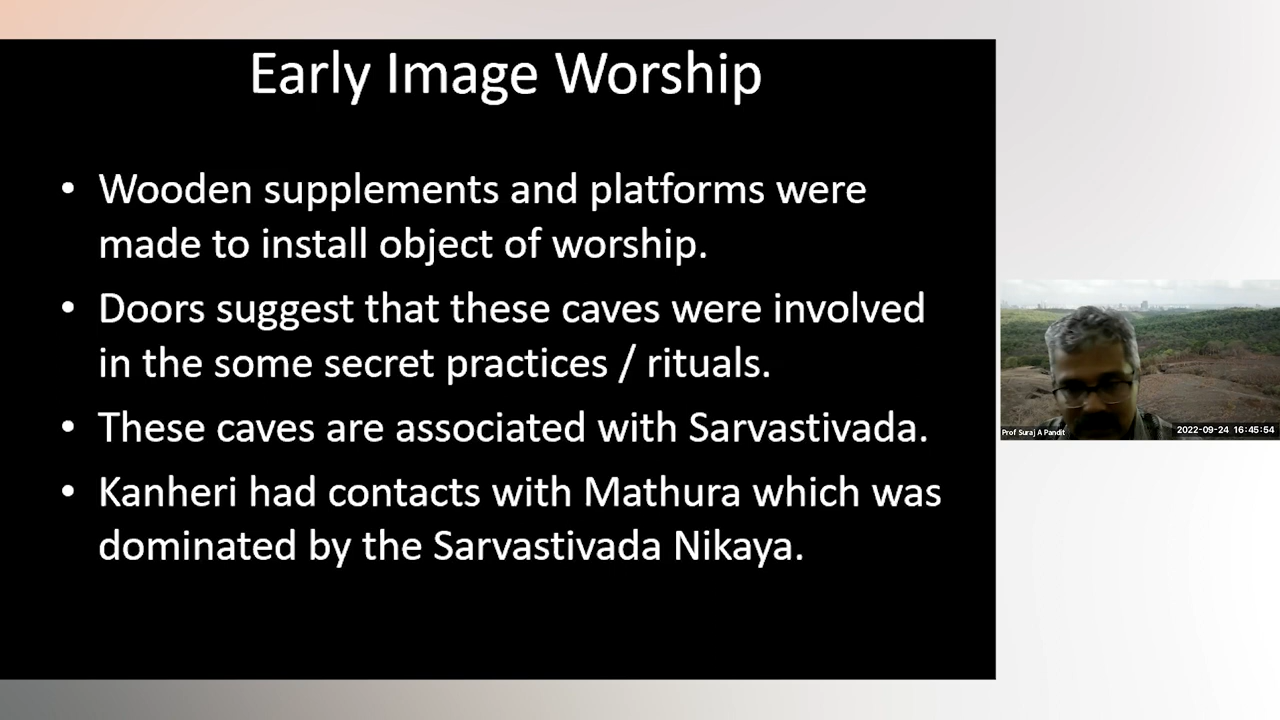 Early Image Worship
• Wooden supplements and platforms were
made to install object of worship.
• Doors suggest that these caves were involved
in the some secret practices / rituals.
• These caves are associated with Sarvastivada.
• Kanheri had contacts with Mathura which was
dominated by the Sarvastivada Nikaya.
Prof Suraj A Pandit
2022-09-24 16:45:54